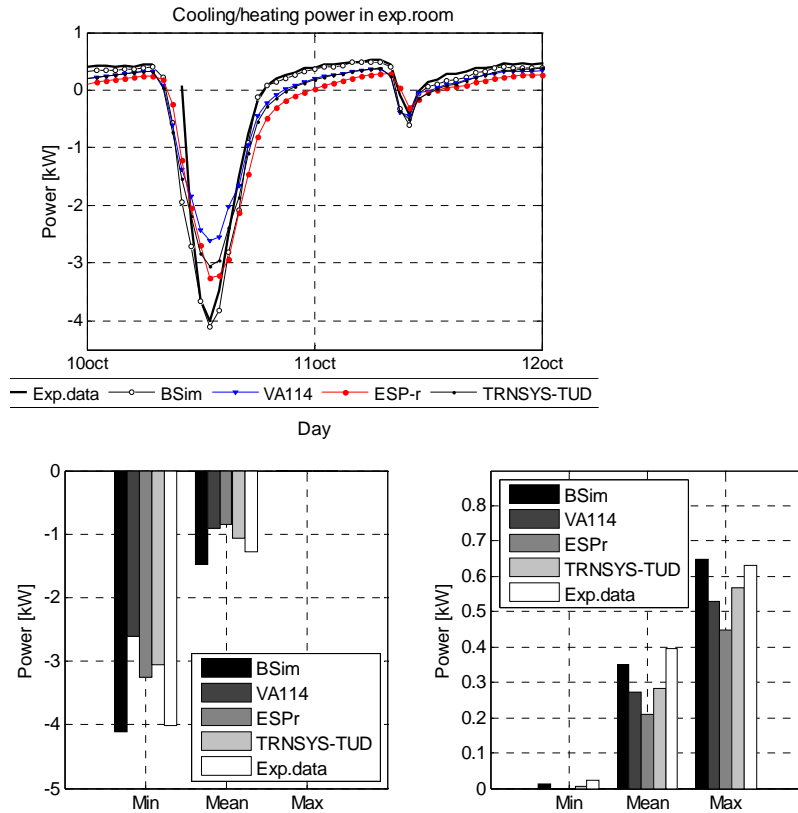 Cooling/heating power in exp.room
Power [kW]
1
0
-1
-2
-3
-4
10oct
11oct
12oct
Exp.data BSim VA114 ESP-r TRNSYS-TUD
Day
Power [kW]
0
-1
-2
-3
-4
-5
BSim
VA114
ESPr
TRNSYS-TUD
Exp.data
Min
Mean
Max
Power [kW]
0.8
0.7
0.6
0.5
0.4
0.3
0.2
0.1
0
BSim
VA114
ESPr
TRNSYS-TUD
Exp.data
Min
Mean
Max